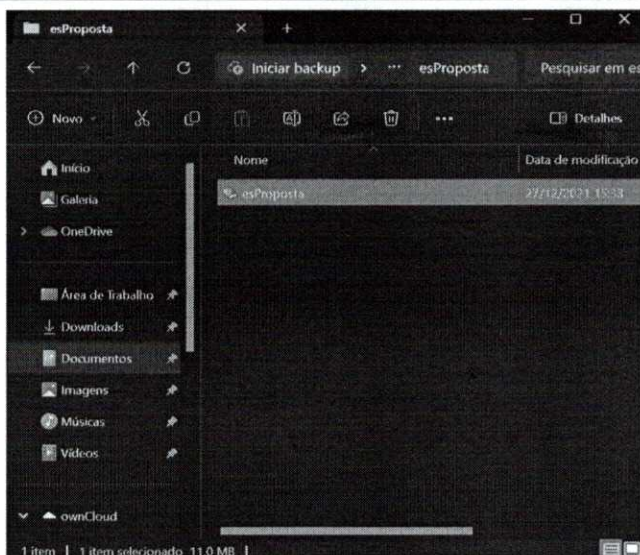 esProposta
Iniciar backup > ... esProposta Pesquisar em es
Novo Detalhes
Início
Galeria
OneDrive
Área de Trabalho
Downloads
Documentos
Imagens
Músicas
Vídeos
ownCloud
Nome Data de modificação
esProposta 27/12/2021 15:33
1 item | 1 item selecionado 11,0 MB |